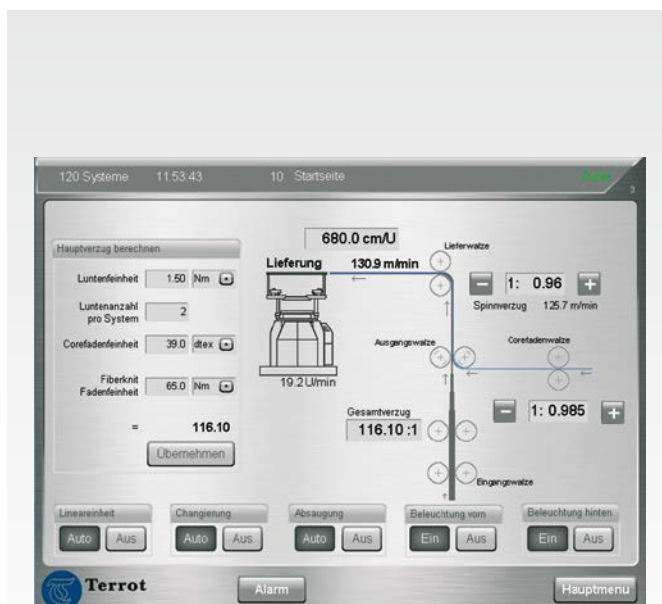 120 Systeme 11:53:43 10 Startseite
3
680.0 cm/U
Lieferwalze
Hauptverzug berechnen
Lieferung 130.9 m/min
1: 0.96
Luntenfeinheit 1.50 Nm
Spinnverzug 125.7 m/min
Luntenanzahl
pro System 2
Corefadenfeinheit 39.0 dtex
Ausgangswalze
Corefadenwalze
Fiberknit
Fadenfeinheit 65.0 Nm
19.2 U/min
1: 0.985
Gesamtverzug
116.10 :1
= 116.10
Übernehmen
Eingangswalze
Lineareinheit Changierung Absaugung Beleuchtung vorn Beleuchtung hinten
Auto Aus Auto Aus Auto Aus Ein Aus Ein Aus
Terrot Alarm Hauptmenu